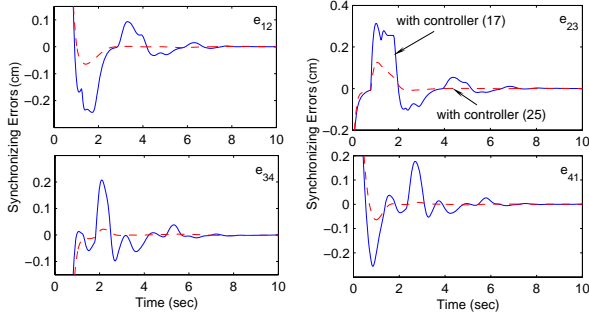 e12
0.1
0
−0.1
−0.2
Synchronizing Errors (cm)
0 2 4 6 8 10
e23
with controller (17)
with controller (25)
0.4
0.2
0
−0.2
Synchronizing Errors (cm)
0 2 4 6 8 10
e34
0.2
0.1
0
−0.1
0 2 4 6 8 10
Time (sec)
e41
0.2
0.1
0
−0.1
−0.2
0 2 4 6 8 10
Time (sec)